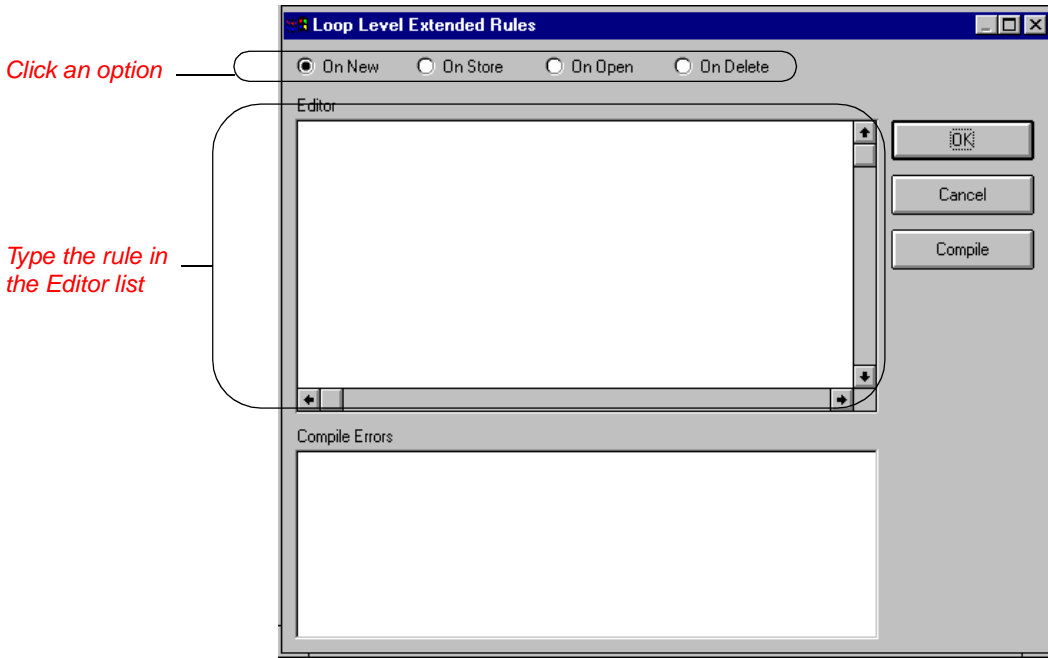 Loop Level Extended Rules
Click an option
On New On Store On Open On Delete
Editor
OK
Cancel
Type the rule in
the Editor list
Compile
Compile Errors